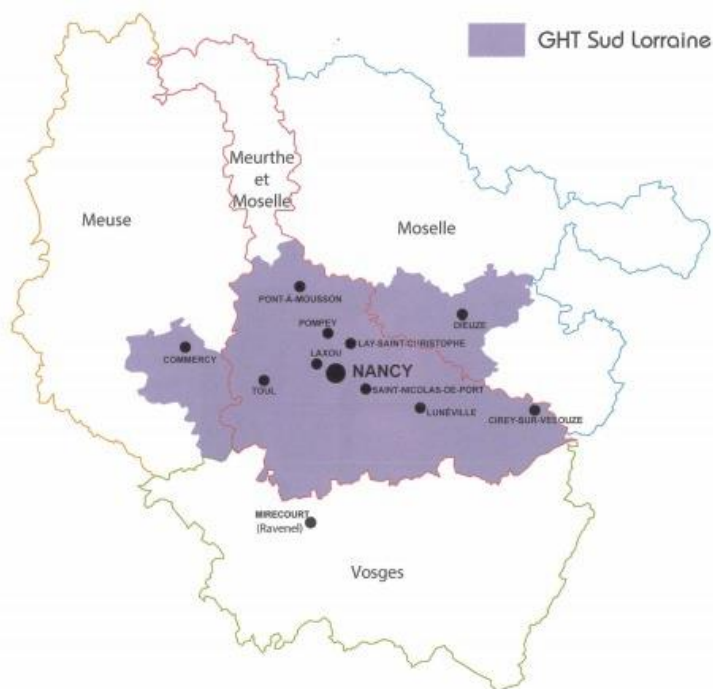 GHT Sud Lorraine
Meurthe
et
Moselle
Meuse
Moselle
PONT-À-MOUSSON
DIEUZE
POMPEY
LAY-SAINT-CHRISTOPHE
COMMERCY
LAXOU
NANCY
TOUL
SAINT-NICOLAS-DE-PORT
LUNÉVILLE
CIREY-SUR-VEZOUZE
MIRECOURT
(Ravenel)
Vosges